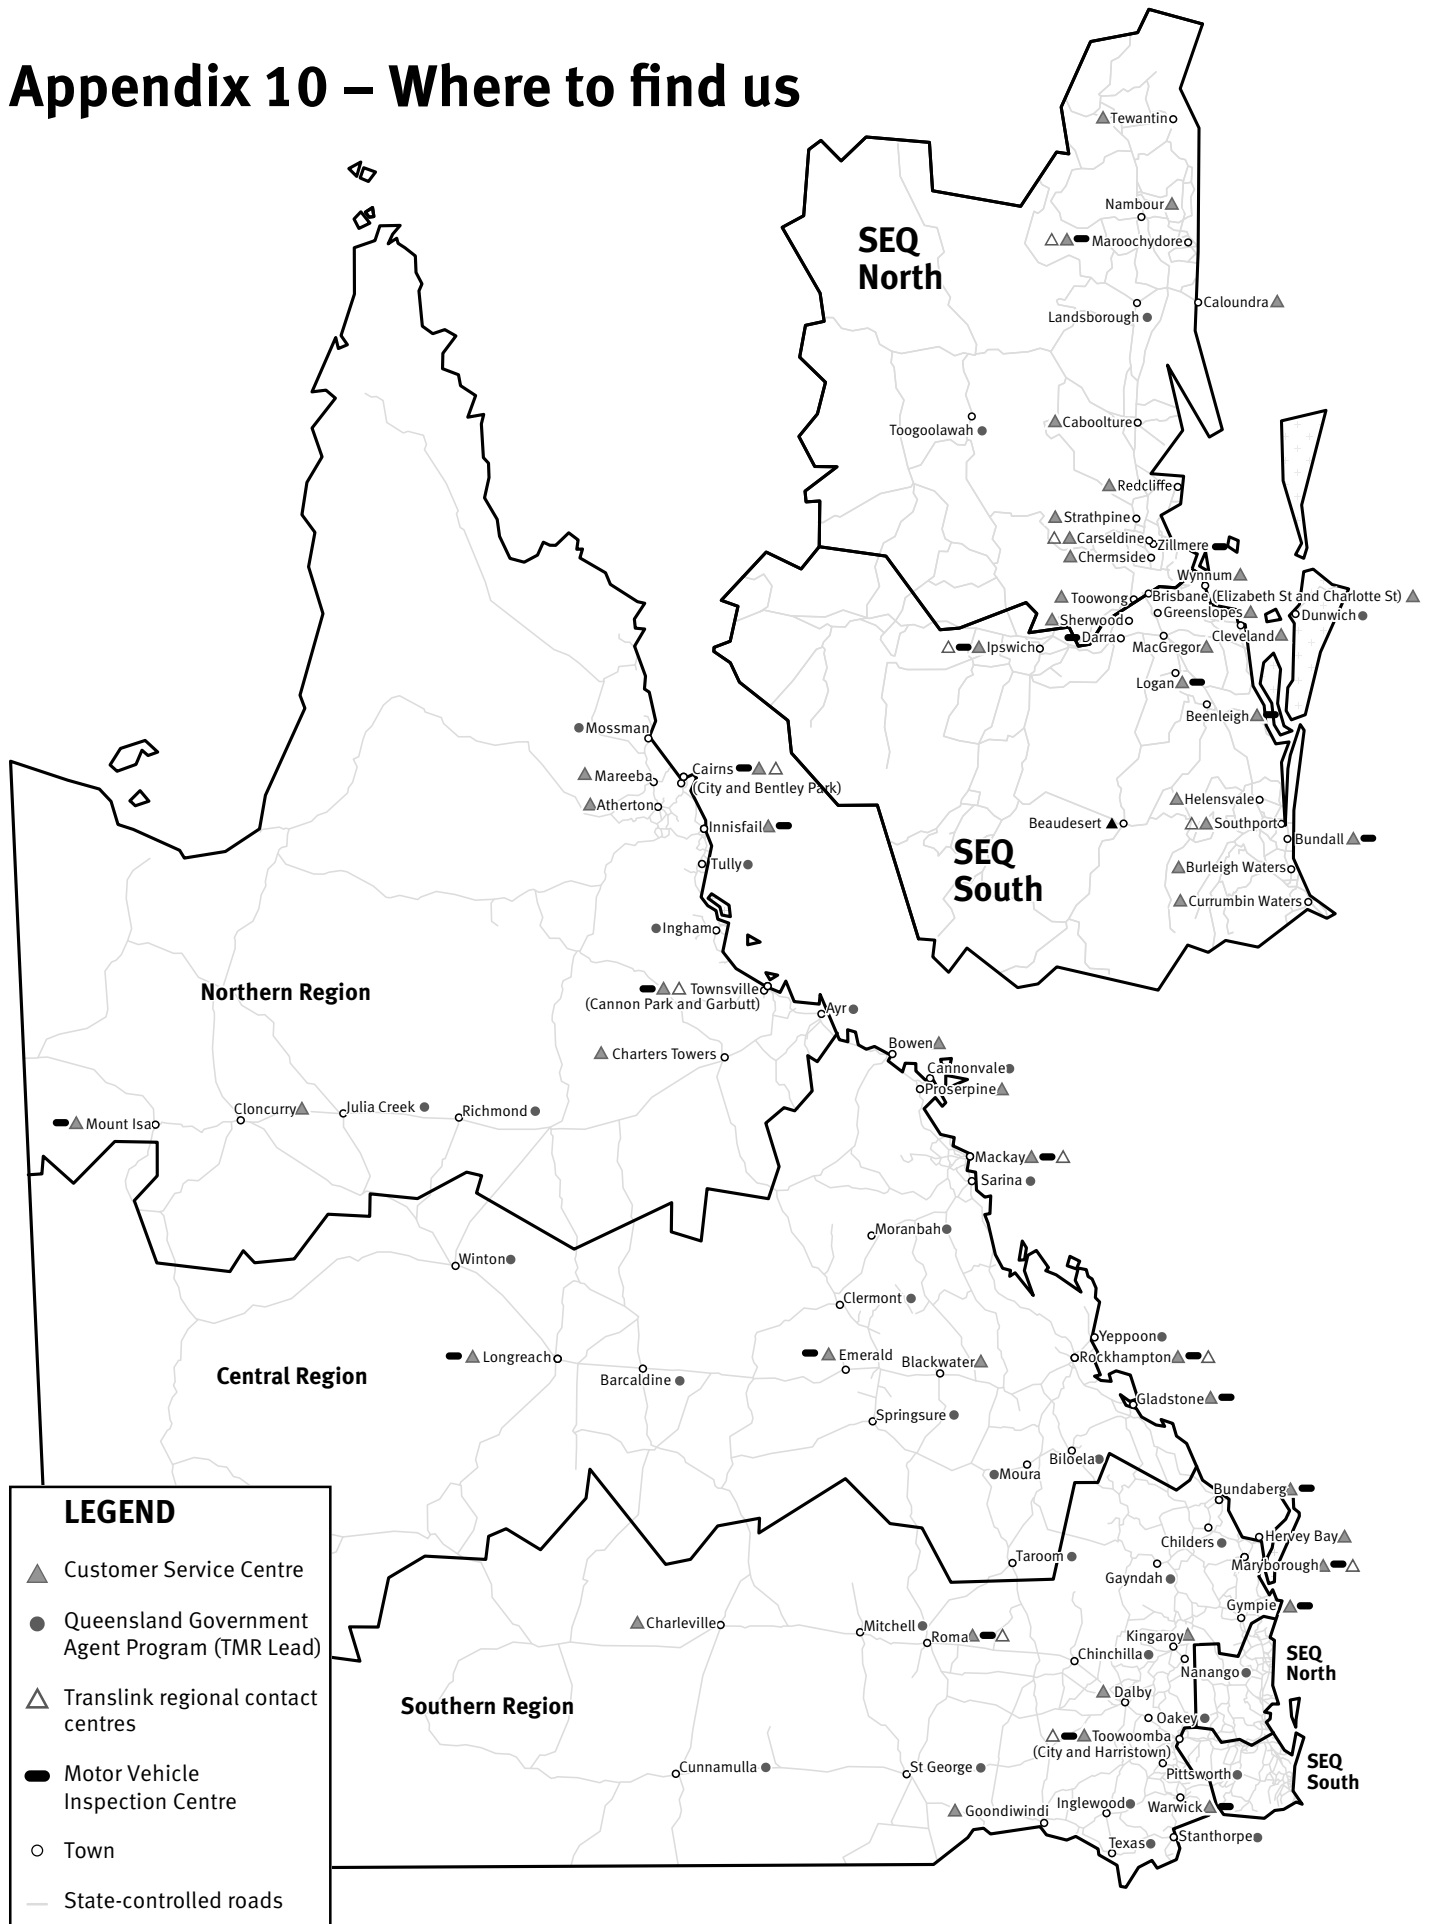 Appendix 10 – Where to find us
Tewantin
Nambour
Maroochydore
SEQ
North
Caloundra
Landsborough
Caboolture
Toogoolawah
Redcliffe
Strathpine
Carseldine
Zillmere
Chermside
Wynnum
Brisbane (Elizabeth St and Charlotte St)
Toowong
Greenslopes
Dunwich
Sherwood
Cleveland
Darra
MacGregor
Ipswich
Logan
Beenleigh
Helensvale
Beaudesert
Southport
Bundall
SEQ
South
Burleigh Waters
Currumbin Waters
Mossman
Cairns
(City and Bentley Park)
Mareeba
Atherton
Innisfail
Tully
Ingham
Northern Region
Townsville
(Cannon Park and Garbutt)
Ayr
Bowen
Charters Towers
Cannonvale
Proserpine
Julia Creek
Cloncurry
Richmond
Mount Isa
Mackay
Sarina
Moranbah
Winton
Clermont
Yeppoon
Longreach
Emerald
Blackwater
Rockhampton
Central Region
Barcaldine
Gladstone
Springsure
Biloela
Moura
Bundaberg
Childers
Hervey Bay
Taroom
Maryborough
Gayndah
Gympie
Charleville
Mitchell
Roma
Kingaroy
Chinchilla
SEQ
North
Nanango
Dalby
Southern Region
Oakey
Toowoomba
(City and Harristown)
Cunnamulla
St George
Pittsworth
SEQ
South
Goondiwindi
Inglewood
Warwick
Stanthorpe
Texas
LEGEND
Customer Service Centre
Queensland Government
Agent Program (TMR Lead)
Translink regional contact
centres
Motor Vehicle
Inspection Centre
Town
State-controlled roads